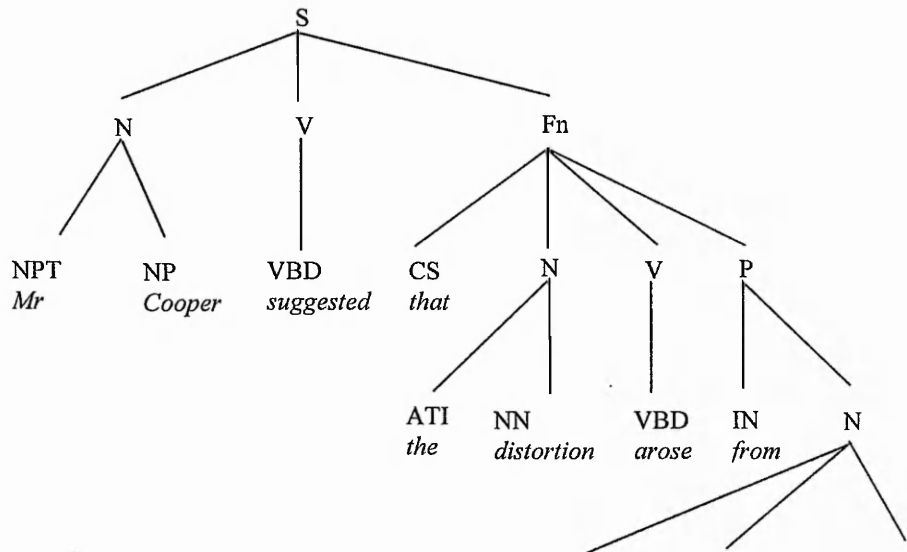 S
N V Fn
NPT NP VBD CS N V P
Mr Cooper suggested that
ATI NN VBD IN N
the distortion arose from